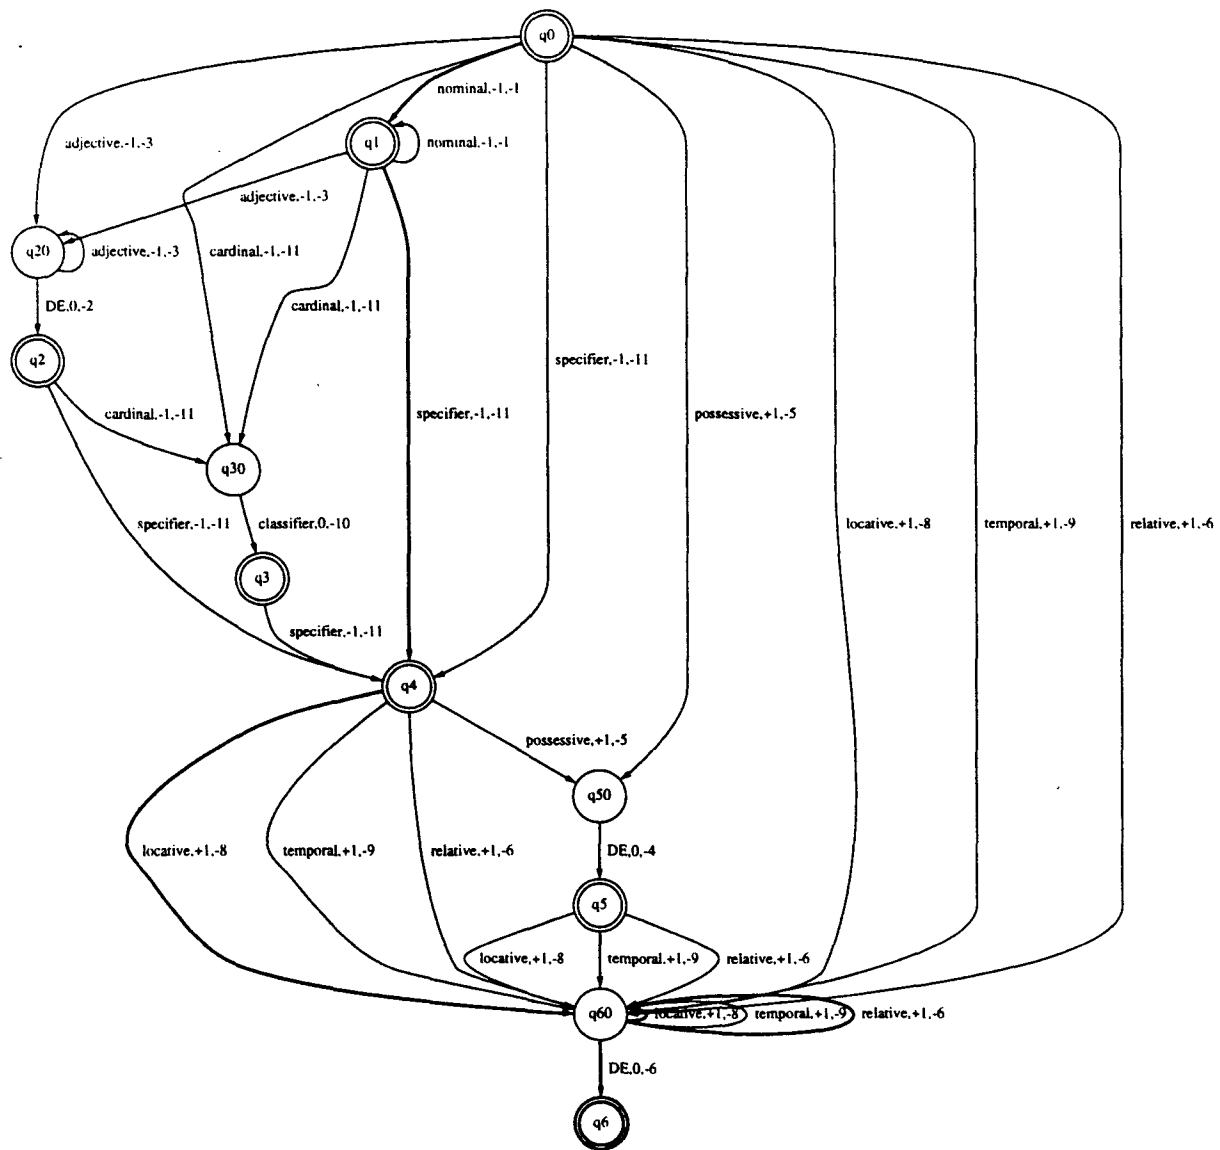 q0
nominal,-1,-1
adjective,-1,-3
q1
nominal,-1,-1
adjective,-1,-3
q20
adjective,-1,-3
cardinal,-1,-11
DE,0,-2
cardinal,-1,-11
q2
specifier,-1,-11
cardinal,-1,-11
specifier,-1,-11
possessive,+1,-5
q30
specifier,-1,-11
classifier,0,-10
locative,+1,-8
temporal,+1,-9
relative,+1,-6
q3
specifier,-1,-11
q4
possessive,+1,-5
q50
locative,+1,-8
temporal,+1,-9
relative,+1,-6
DE,0,-4
q5
locative,+1,-8
temporal,+1,-9
relative,+1,-6
q60
locative,+1,-8
temporal,+1,-9
relative,+1,-6
DE,0,-6
q6